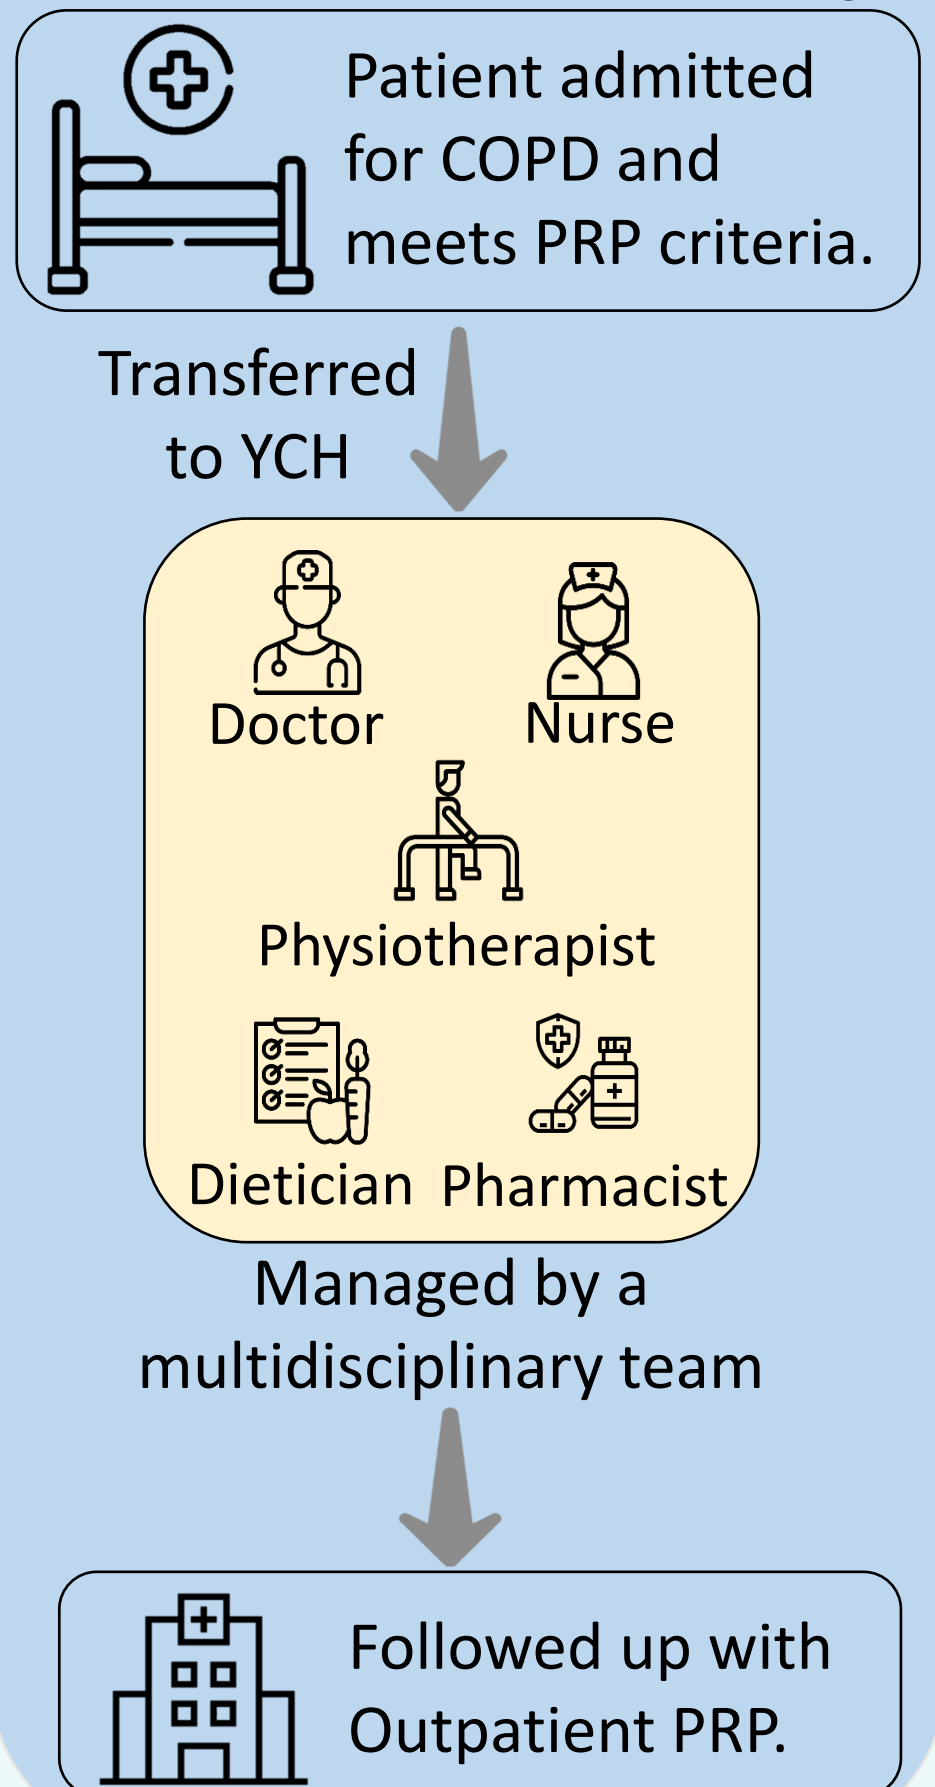 Patient admitted
for COPD and
meets PRP criteria.
Transferred
to YCH
Doctor
Nurse
Physiotherapist
Dietician
Pharmacist
Managed by a
multidisciplinary team
Followed up with
Outpatient PRP.